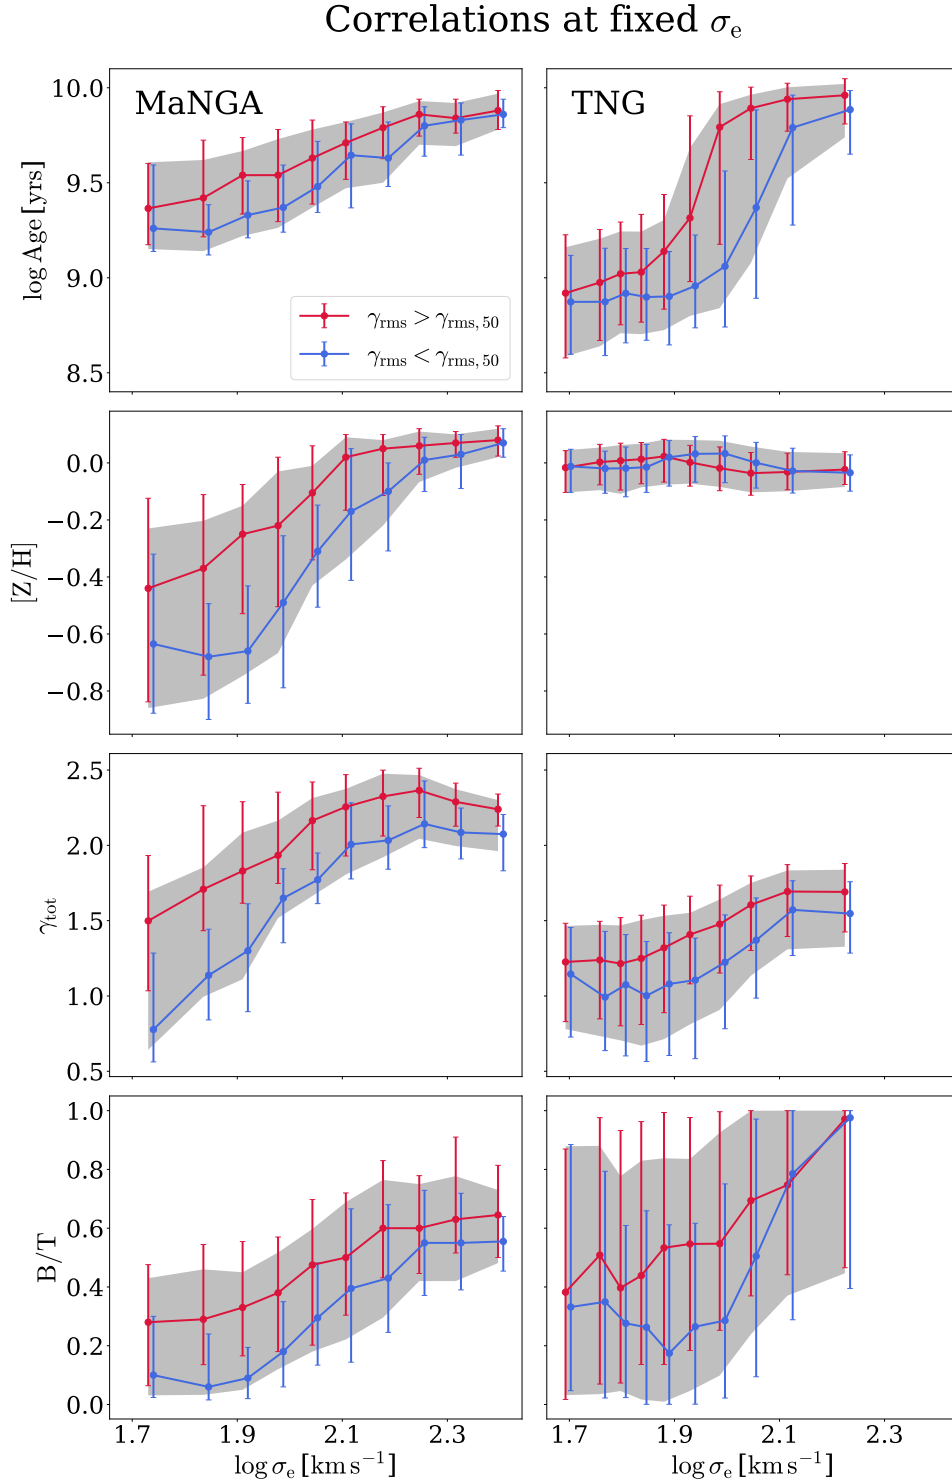 Correlations at fixed σe
MaNGA
TNG
10.0
9.5
9.0
8.5
log Age [yrs]
γrms > γrms, 50
γrms < γrms, 50
0.0
−0.2
−0.4
−0.6
−0.8
[Z/H]
2.5
2.0
1.5
1.0
0.5
γtot
1.0
0.8
0.6
0.4
0.2
0.0
B/T
1.7 1.9 2.1 2.3
1.7 1.9 2.1 2.3
log σe [km s−1]
log σe [km s−1]